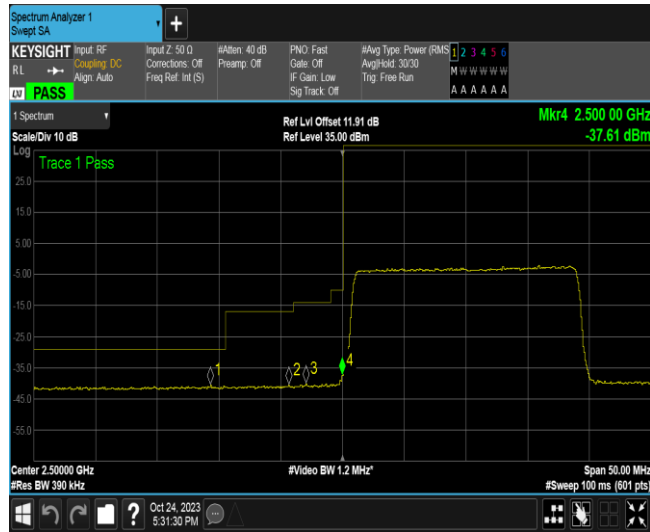 Spectrum Analyzer 1
Swept SA
+
KEYSIGHT
RL
LXI PASS
Input: RF
Coupling: DC
Align: Auto
Input Z: 50 Ω
Corrections: Off
Freq Ref: Int (S)
#Atten: 40 dB
Preamp: Off
PNO: Fast
Gate: Off
IF Gain: Low
Sig Track: Off
#Avg Type: Power (RMS
Avg|Hold: 30/30
Trig: Free Run
1 2 3 4 5 6
M W W W W W
A A A A A A
1 Spectrum
Scale/Div 10 dB
Ref Lvl Offset 11.91 dB
Ref Level 35.00 dBm
Mkr4 2.500 00 GHz
-37.61 dBm
Log
Trace 1 Pass
25.0
15.0
5.00
-5.00
-15.0
-25.0
-35.0
-45.0
-55.0
1
2
3
4
Center 2.50000 GHz
#Res BW 390 kHz
#Video BW 1.2 MHz*
Span 50.00 MHz
#Sweep 100 ms (601 pts)
?
Oct 24, 2023
5:31:30 PM